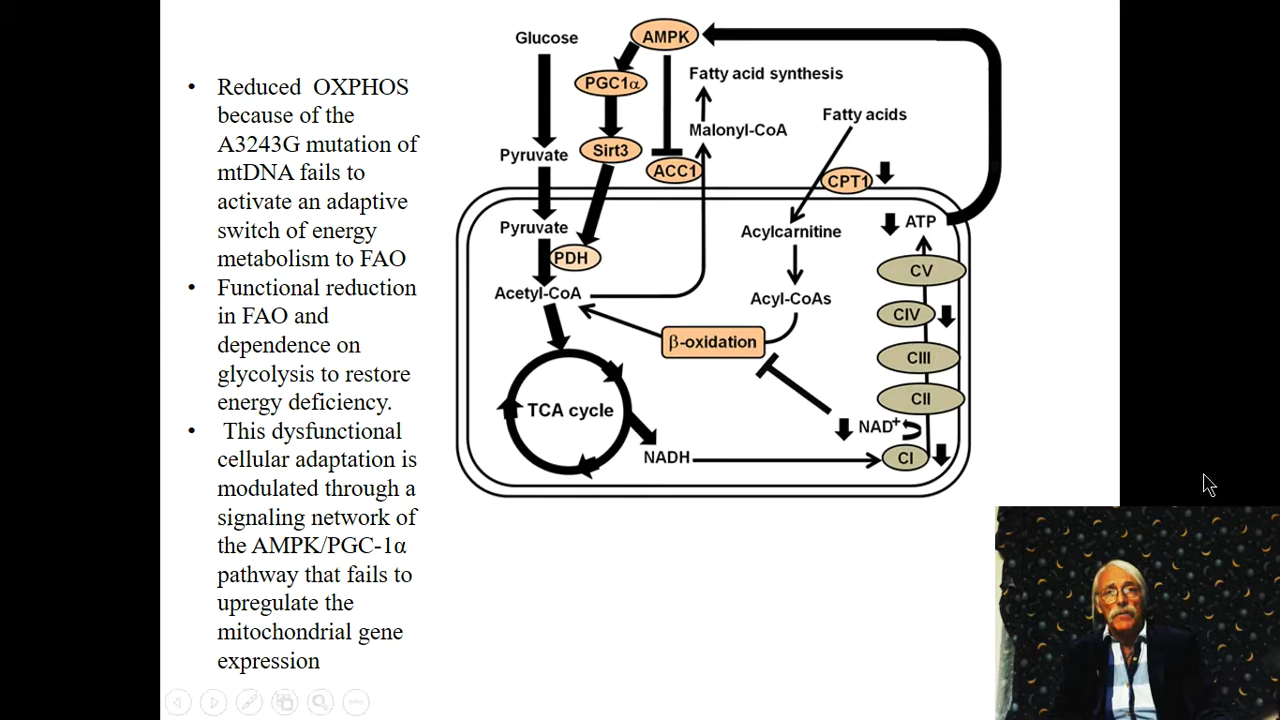 • Reduced OXPHOS
because of the
A3243G mutation of
mtDNA fails to
activate an adaptive
switch of energy
metabolism to FAO
• Functional reduction
in FAO and
dependence on
glycolysis to restore
energy deficiency.
• This dysfunctional
cellular adaptation is
modulated through a
signaling network of
the AMPK/PGC-1α
pathway that fails to
upregulate the
mitochondrial gene
expression
Glucose
AMPK
PGC1α
Fatty acid synthesis
Malonyl-CoA
Fatty acids
Pyruvate
Sirt3
ACC1
CPT1
Pyruvate
Acylcarnitine
ATP
PDH
CV
Acetyl-CoA
Acyl-CoAs
CIV
β-oxidation
CIII
CII
TCA cycle
NAD+
NADH
CI